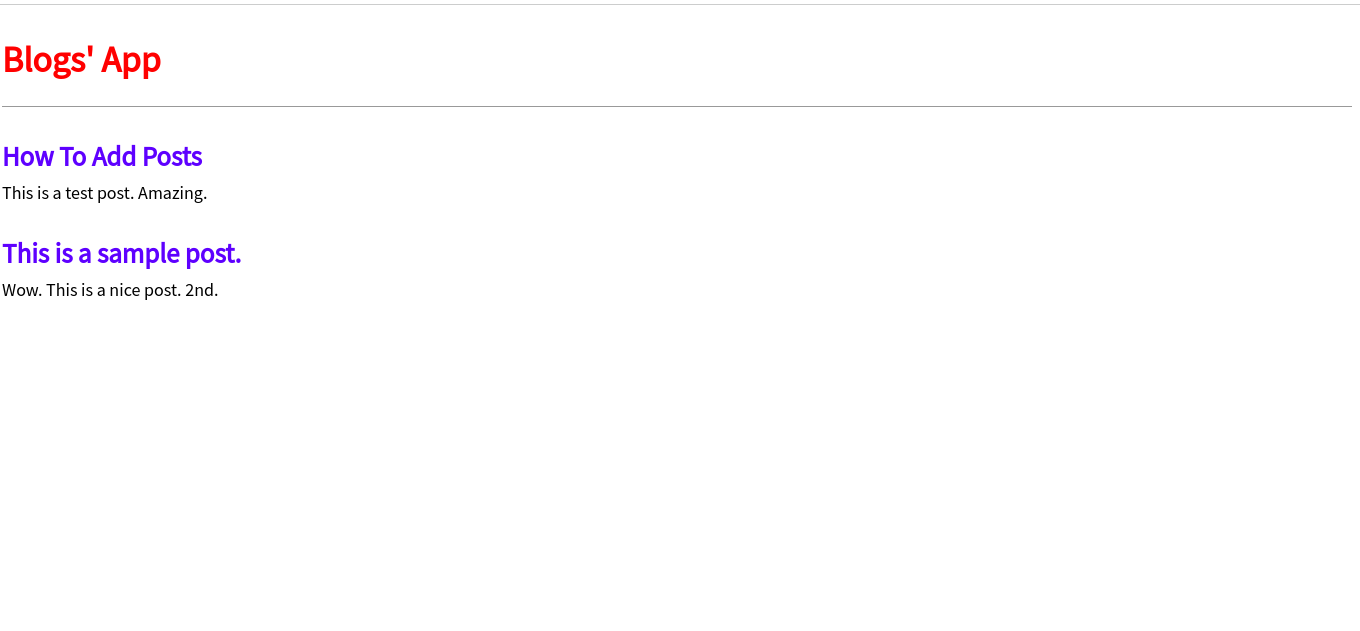 Blogs' App
How To Add Posts
This is a test post. Amazing.
This is a sample post.
Wow. This is a nice post. 2nd.